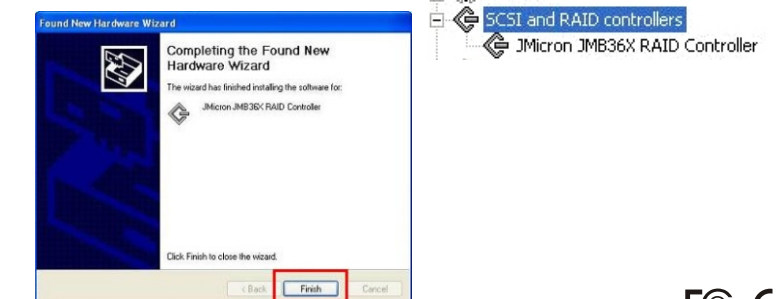 Found New Hardware Wizard
Completing the Found New
Hardware Wizard
The wizard has finished installing the software for:
JMicron JMB36X RAID Controller
Click Finish to close the wizard.
< Back
Finish
Cancel
SCSI and RAID controllers
JMicron JMB36X RAID Controller